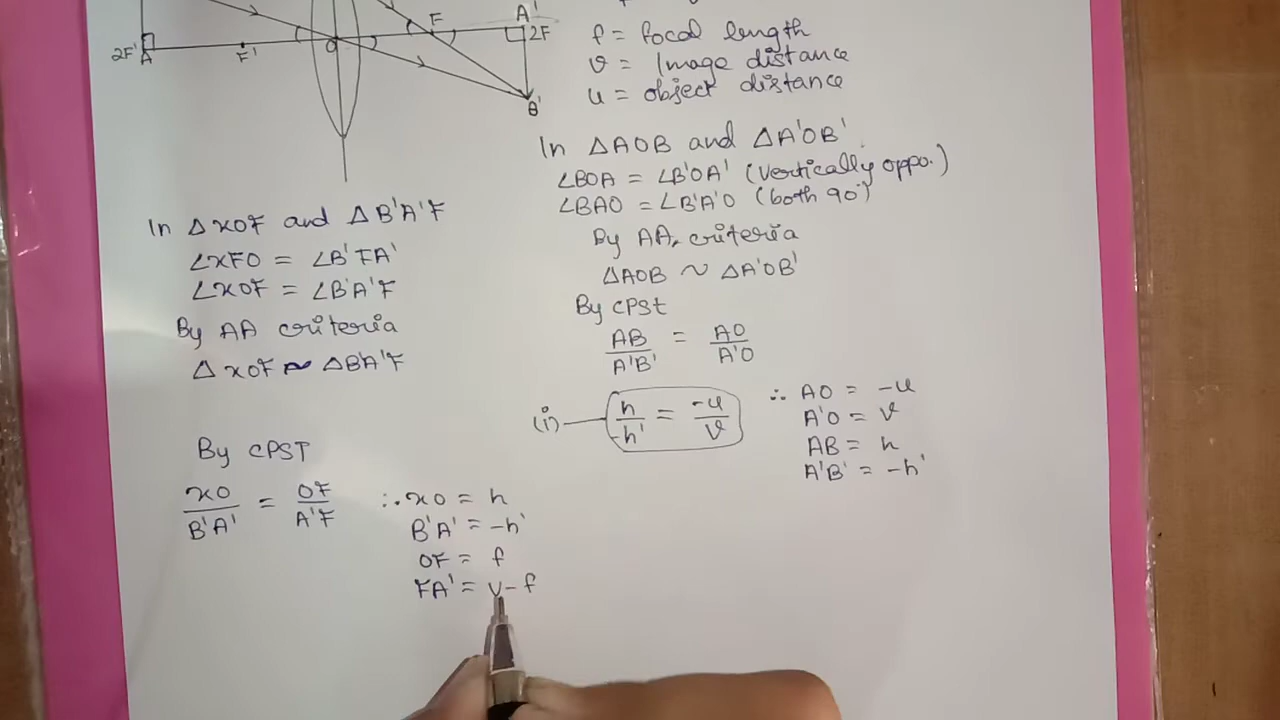 2F'
A
F'
O
F
A'
2F
B'
f = focal length
v = Image distance
u = object distance
In ΔAOB and ΔA'OB'
∠BOA = ∠B'OA' (vertically oppo.)
∠BAO = ∠B'A'O (both 90°)
By AA, criteria
ΔAOB ~ ΔA'OB'
By CPST
AB/A'B' = AO/A'O
(i) — h/-h' = -u/v
∴ AO = -u
A'O = v
AB = h
A'B' = -h'
In ΔXOF and ΔB'A'F
∠XFO = ∠B'FA'
∠XOF = ∠B'A'F
By AA criteria
ΔXOF ~ ΔB'A'F
By CPST
XO/B'A' = OF/A'F
∴ XO = h
B'A' = -h'
OF = f
FA' = v-f